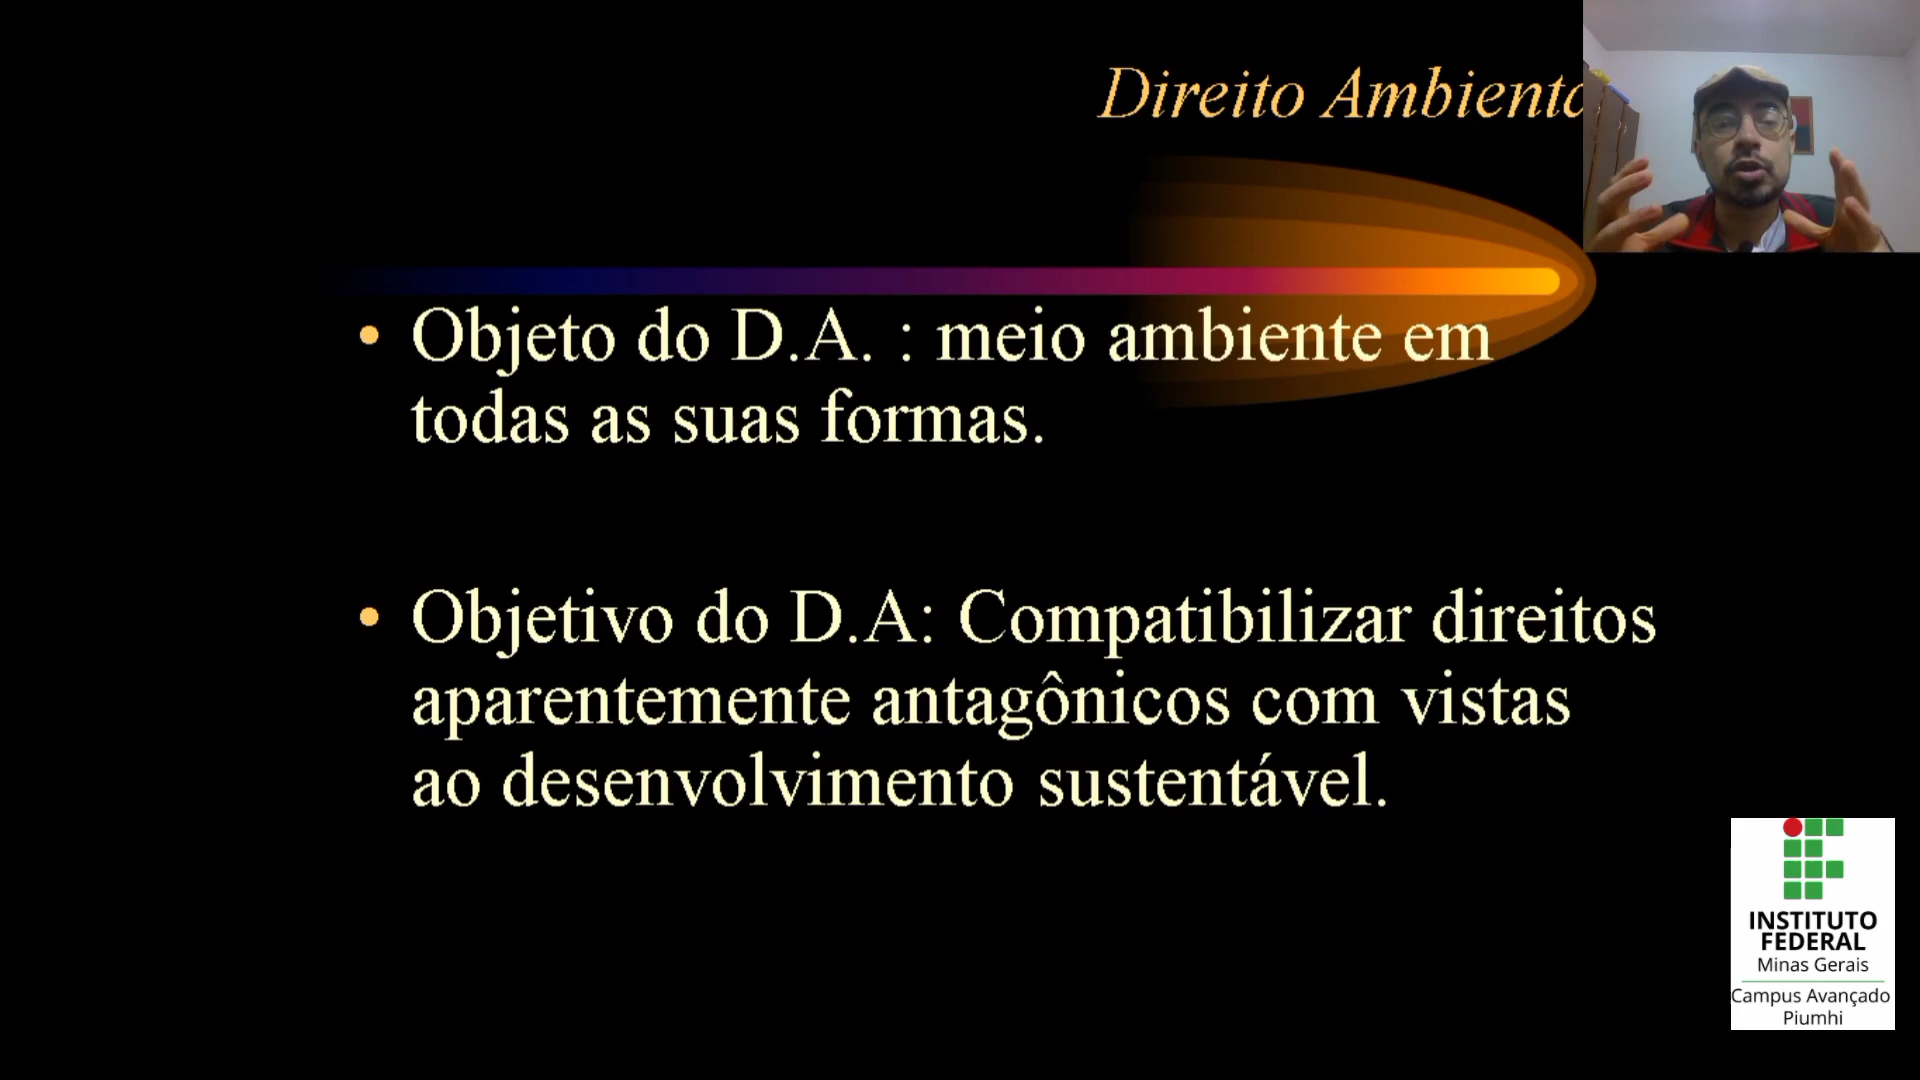 Direito Ambienta
• Objeto do D.A. : meio ambiente em
todas as suas formas.
• Objetivo do D.A: Compatibilizar direitos
aparentemente antagônicos com vistas
ao desenvolvimento sustentável.
INSTITUTO
FEDERAL
Minas Gerais
Campus Avançado
Piumhi